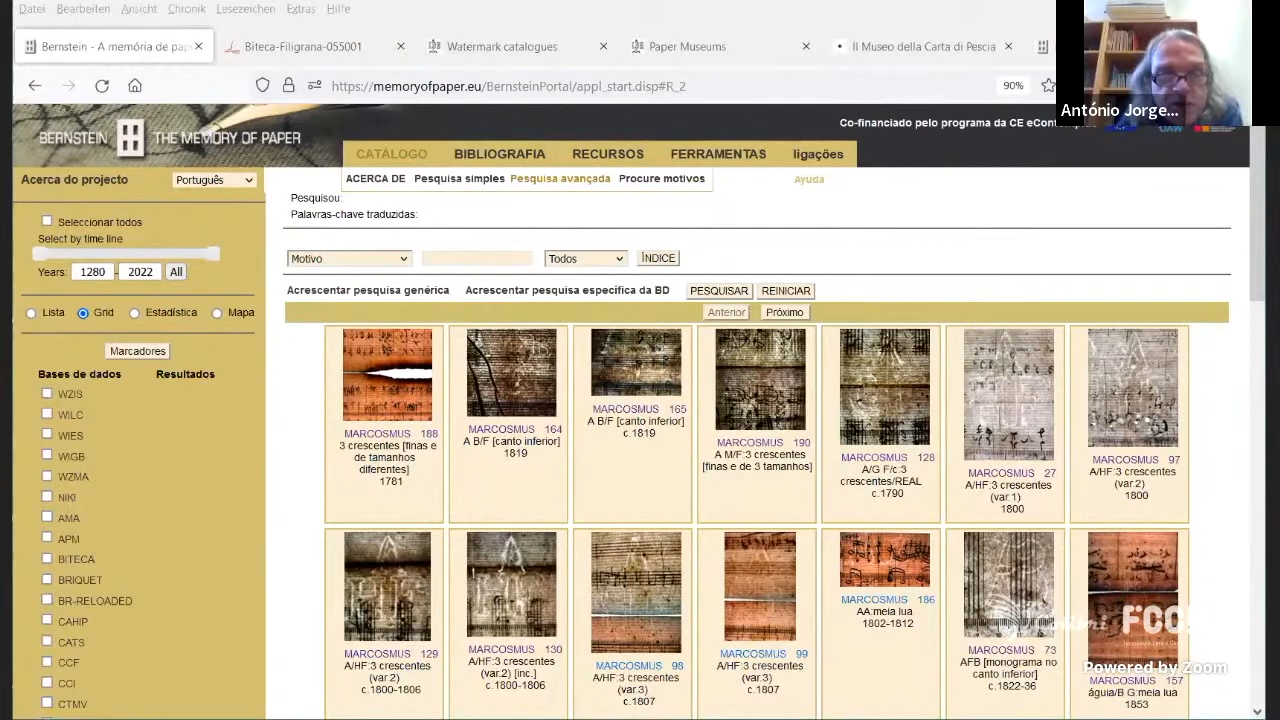 Datei Bearbeiten Ansicht Chronik Lesezeichen Extras Hilfe
Bernstein - A memória de pap
Biteca-Filigrana-055001
Watermark catalogues
Paper Museums
Il Museo della Carta di Pescia
http://memoryofpaper.eu/BernsteinPortal/appl_start.disp#R_2
90%
António Jorge...
BERNSTEIN THE MEMORY OF PAPER
Co-financiado pelo programa da CE eCont
CATÁLOGO BIBLIOGRAFIA RECURSOS FERRAMENTAS ligações
Acerca do projecto Português
ACERCA DE Pesquisa simples Pesquisa avançada Procure motivos Ayuda
Pesquisou:
Palavras-chave traduzidas:
Seleccionar todos
Select by time line
Years: 1280 - 2022 All
Motivo Todos ÍNDICE
Acrescentar pesquisa genérica Acrescentar pesquisa específica da BD PESQUISAR REINICIAR
Anterior Próximo
Lista Grid Estadística Mapa
Marcadores
Bases de dados Resultados
WZIS
WILC
WIES
WIGB
WZMA
NIKI
AMA
APM
BITECA
BRIQUET
BR-RELOADED
CAHIP
CATS
CCF
CCI
CTMV
MARCOSMUS 188
3 crescentes [finas e
de tamanhos
diferentes]
1781
MARCOSMUS 164
A B/F [canto inferior]
1819
MARCOSMUS 165
A B/F [canto inferior]
c.1819
MARCOSMUS 190
A M/F:3 crescentes
[finas e de 3 tamanhos]
MARCOSMUS 128
A/G F/c:3
crescentes/REAL
c.1790
MARCOSMUS 27
A/HF:3 crescentes
(var.1)
1800
MARCOSMUS 97
A/HF:3 crescentes
(var.2)
1800
MARCOSMUS 129
A/HF:3 crescentes
(var.2)
c.1800-1806
MARCOSMUS 130
A/HF:3 crescentes
(var.2) [inc.]
c.1800-1806
MARCOSMUS 98
A/HF:3 crescentes
(var.3)
c.1807
MARCOSMUS 99
A/HF:3 crescentes
(var.3)
c.1807
MARCOSMUS 186
AA:meia lua
1802-1812
MARCOSMUS 73
AFB [monograma no
canto inferior]
c.1822-36
MARCOSMUS 157
águia/B G:meia lua
1853
Powered by Zoom